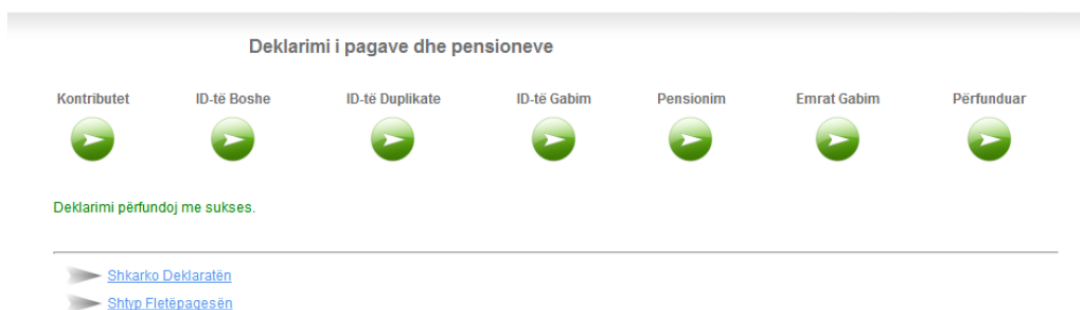 Deklarimi i pagave dhe pensioneve
Kontributet ID-të Boshe ID-të Duplikate ID-të Gabim Pensionim Emrat Gabim Përfunduar
Deklarimi përfundoj me sukses.
Shkarko Deklaratën
Shtyp Fletëpagesën